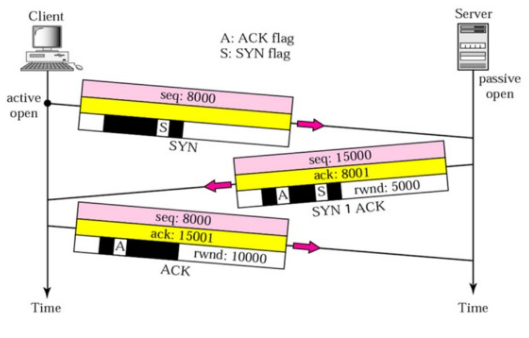 Client
Server
A: ACK flag
S: SYN flag
active
open
passive
open
seq: 8000
S
SYN
seq: 15000
ack: 8001
A S rwnd: 5000
SYN 1 ACK
seq: 8000
ack: 15001
A rwnd: 10000
ACK
Time
Time